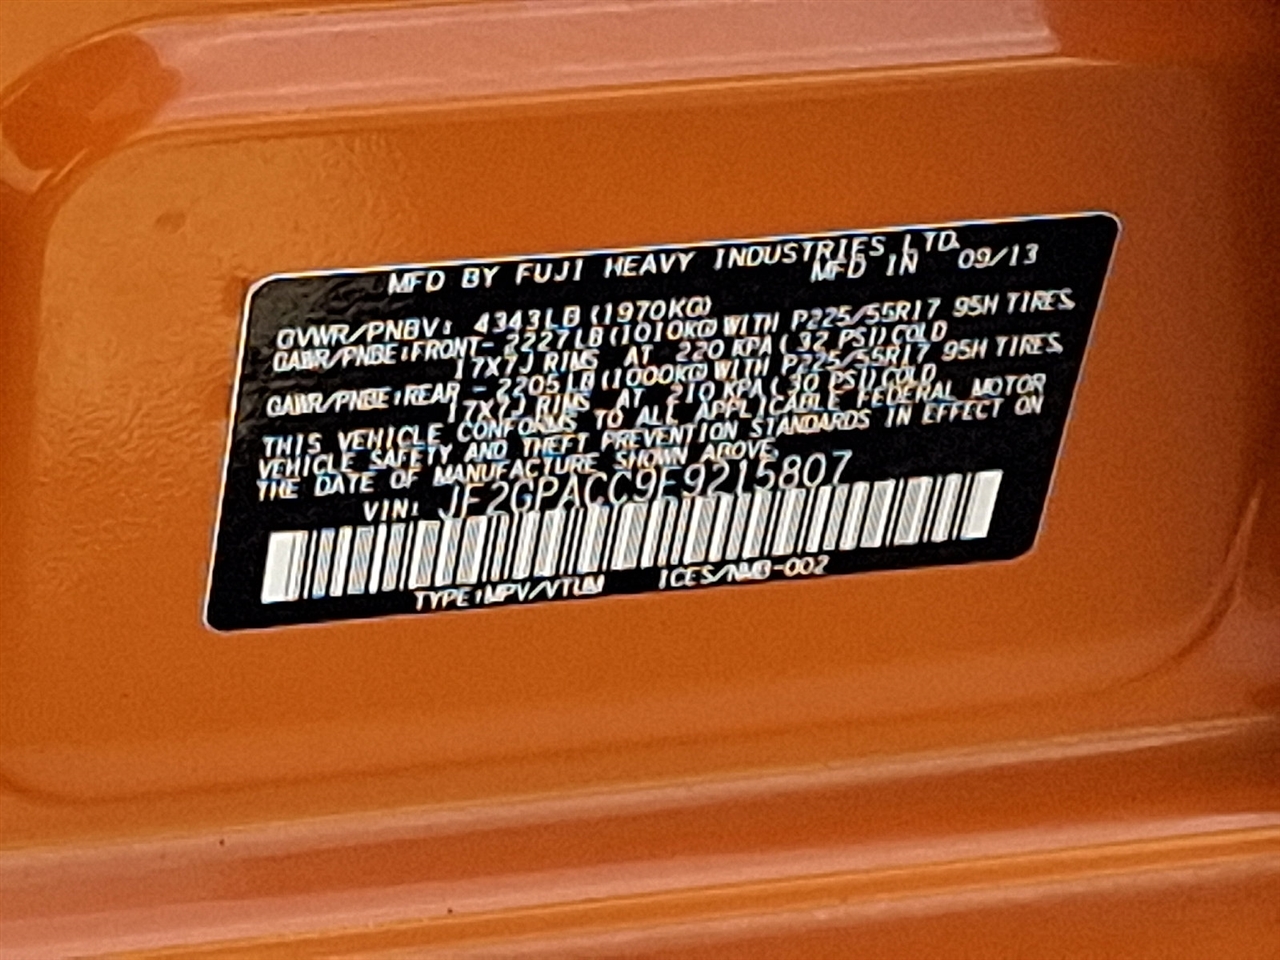 MFD BY FUJI HEAVY INDUSTRIES LTD.
MFD IN 09/13
GVWR/PNBV: 4343LB (1970KG)
GAWR/PNBE:FRONT- 2227LB(1010KG)WITH P225/55R17 95H TIRES,
17X7J RIMS AT 220 KPA( 32 PSI)COLD
GAWR/PNBE:REAR - 2205LB(1000KG)WITH P225/55R17 95H TIRES,
17X7J RIMS AT 210 KPA( 30 PSI)COLD
THIS VEHICLE CONFORMS TO ALL APPLICABLE FEDERAL MOTOR
VEHICLE SAFETY AND THEFT PREVENTION STANDARDS IN EFFECT ON
THE DATE OF MANUFACTURE SHOWN ABOVE.
VIN: JF2GPACC9E9215807
TYPE:MPV/VTUM ICES/NMB-002